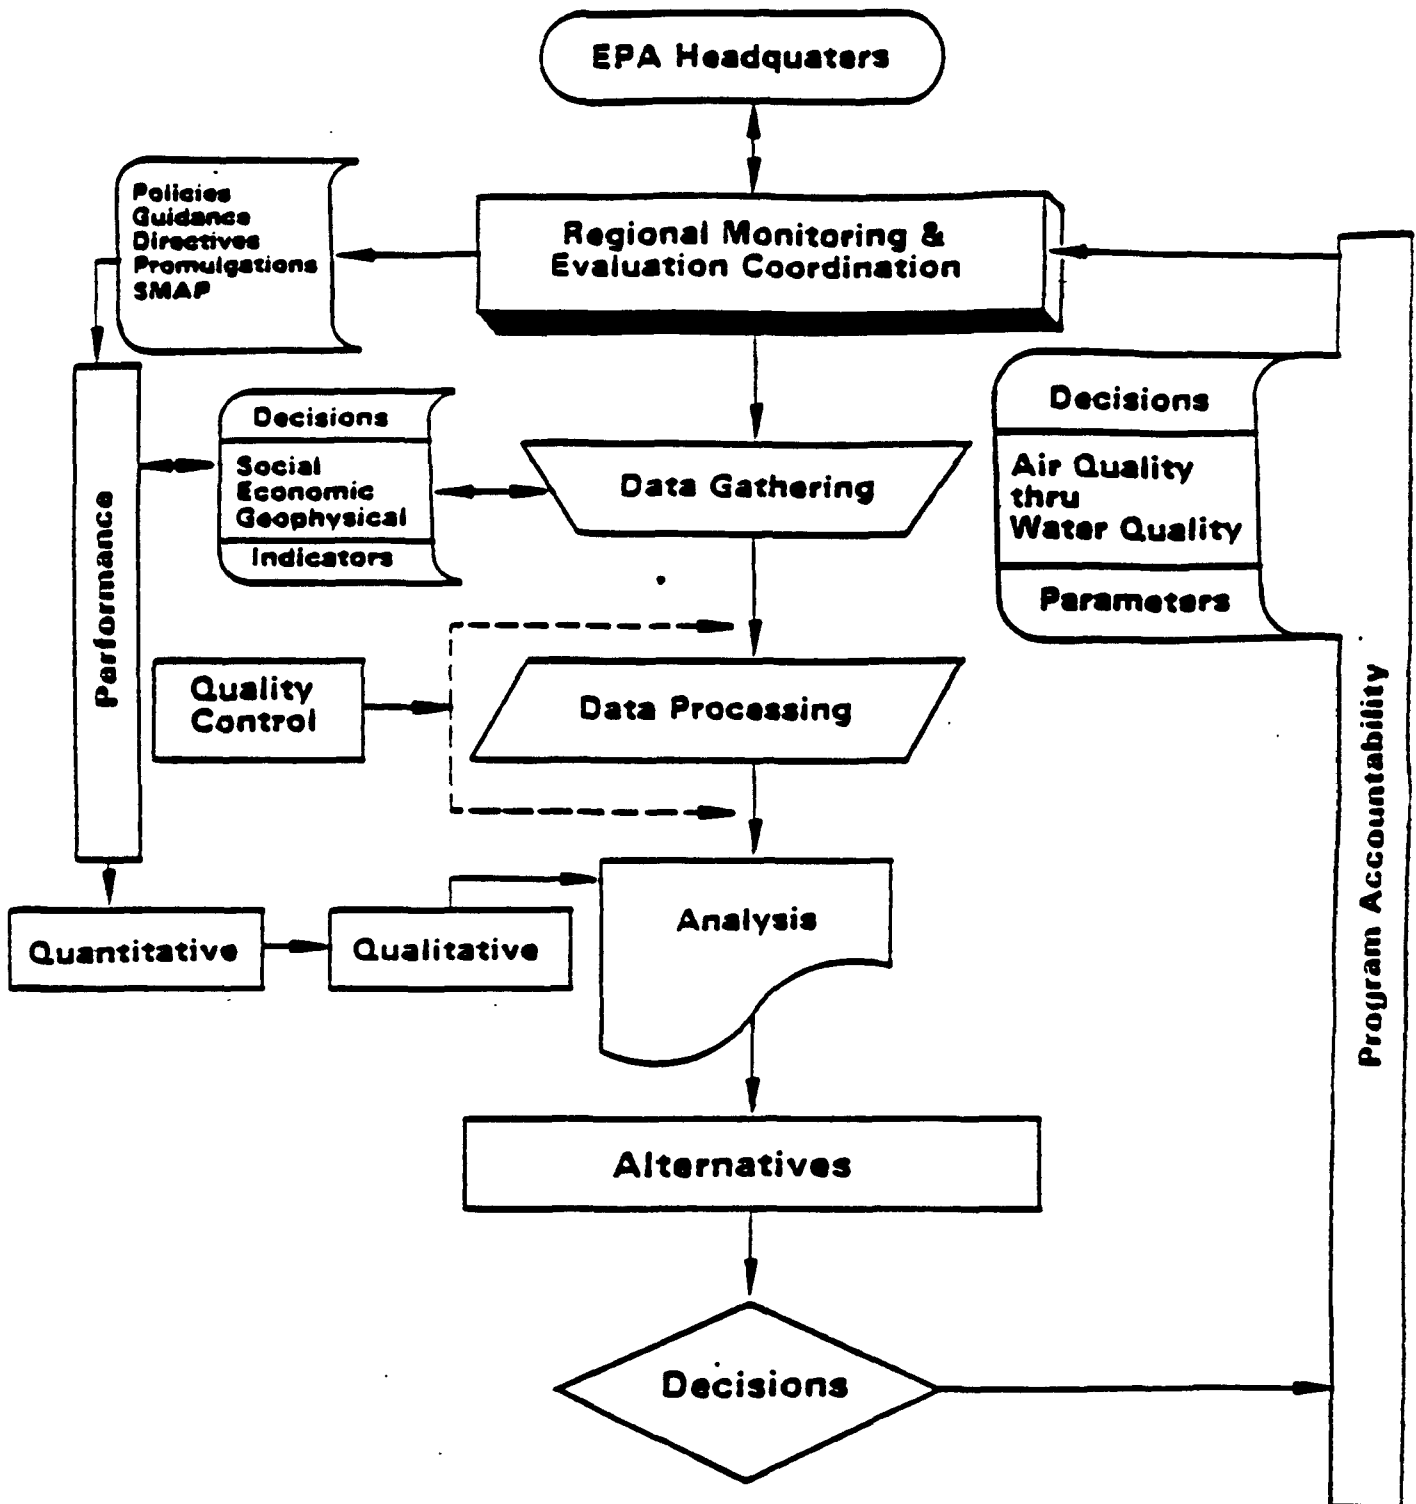 EPA Headquaters
Policies
Guidance
Directives
Promulgations
SMAP
Regional Monitoring &
Evaluation Coordination
Decisions
Social
Economic
Geophysical
Indicators
Data Gathering
Decisions
Air Quality
thru
Water Quality
Parameters
Performance
Quality
Control
Data Processing
Program Accountability
Quantitative
Qualitative
Analysis
Alternatives
Decisions